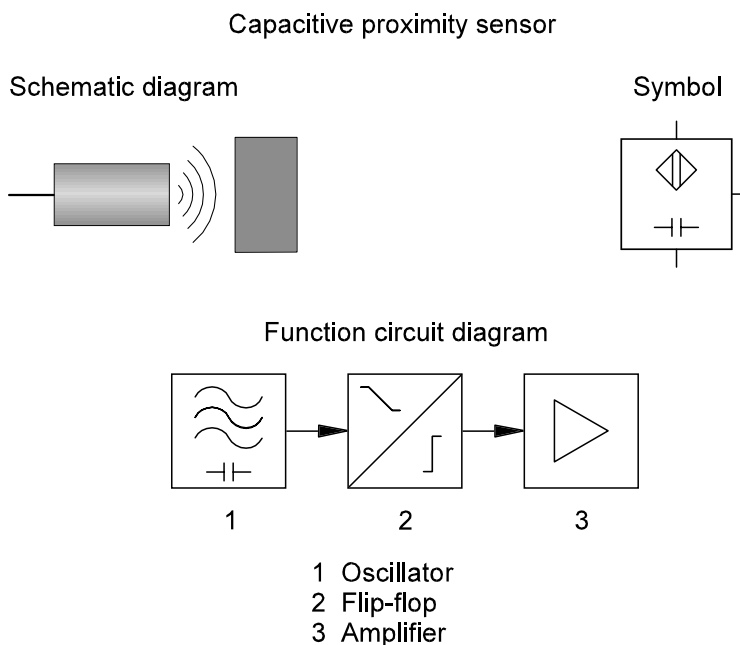 Capacitive proximity sensor
Schematic diagram
Symbol
Function circuit diagram
1
2
3
1 Oscillator
2 Flip-flop
3 Amplifier